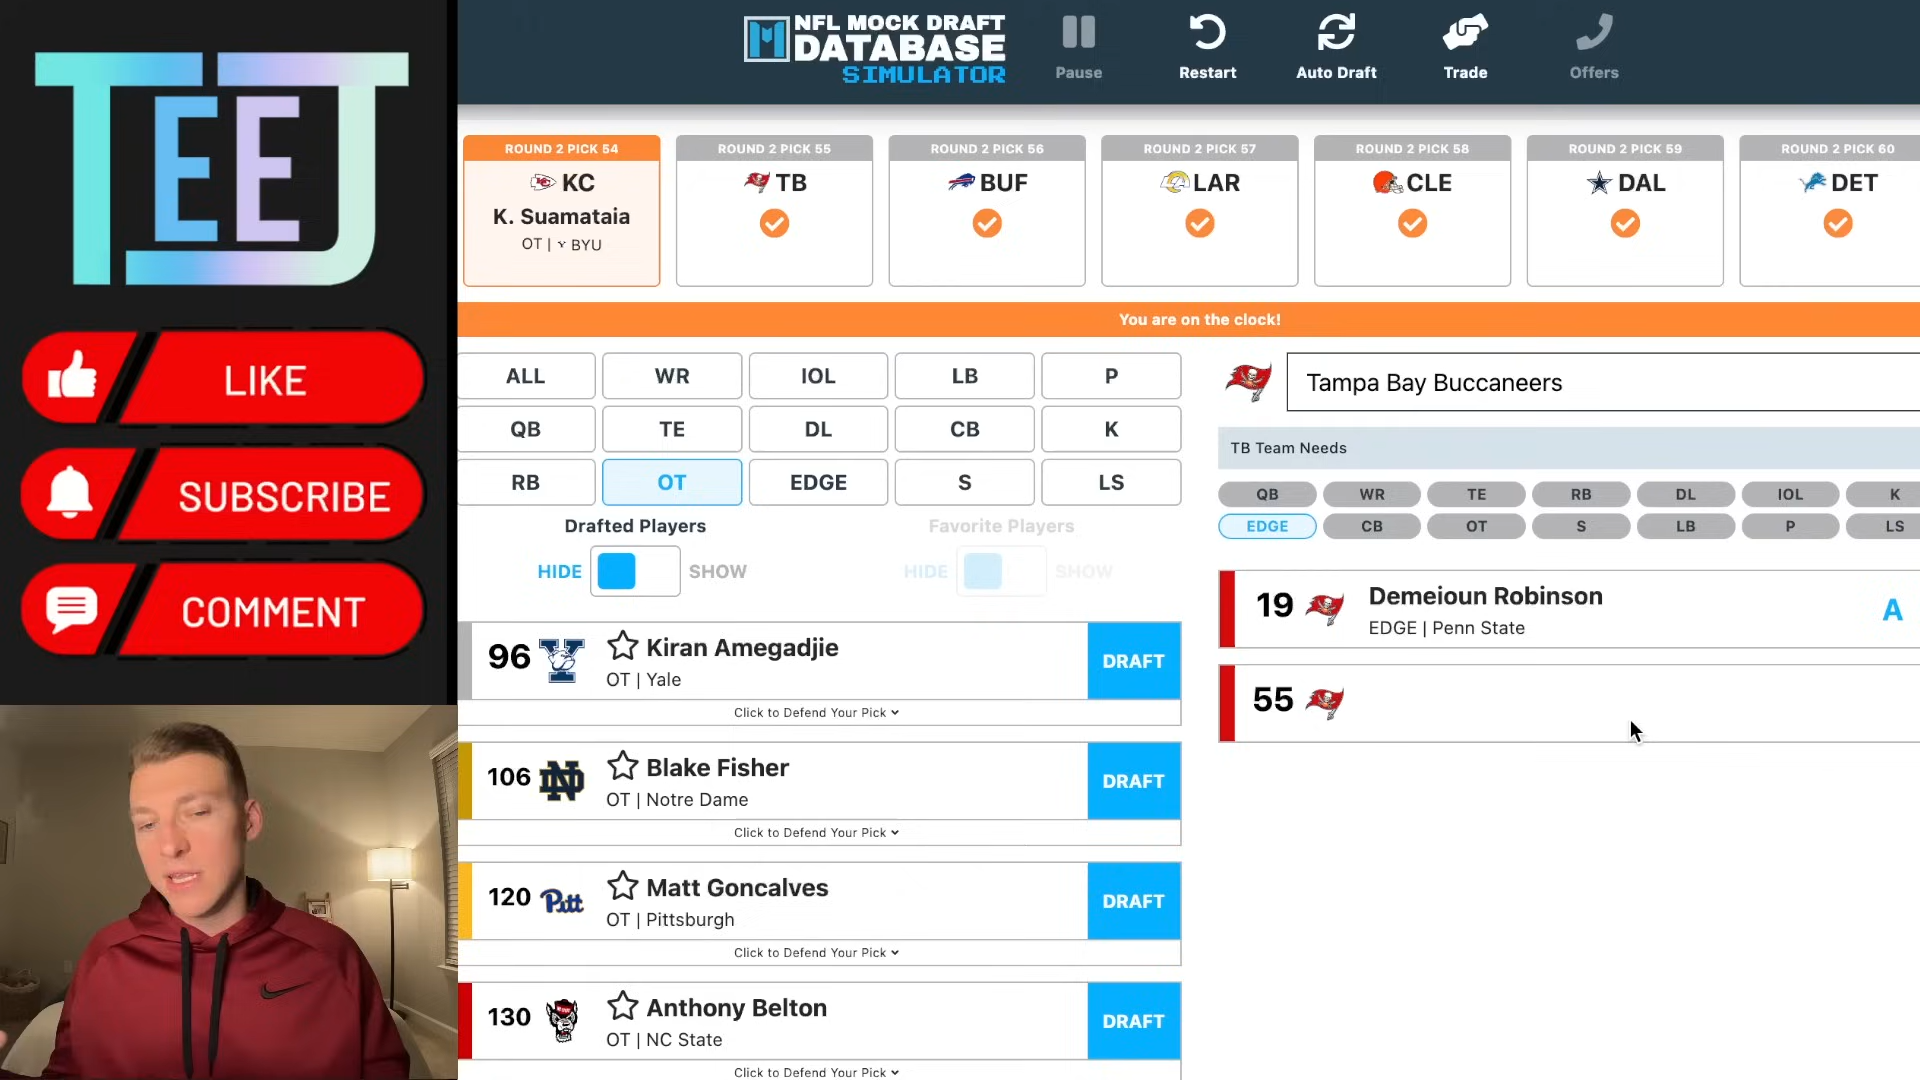 TEEJ
LIKE
SUBSCRIBE
COMMENT
NFL MOCK DRAFT
DATABASE
SIMULATOR
Pause
Restart
Auto Draft
Trade
Offers
ROUND 2 PICK 54
KC
K. Suamataia
OT | Y BYU
ROUND 2 PICK 55
TB
ROUND 2 PICK 56
BUF
ROUND 2 PICK 57
LAR
ROUND 2 PICK 58
CLE
ROUND 2 PICK 59
DAL
ROUND 2 PICK 60
DET
You are on the clock!
ALL WR IOL LB P
QB TE DL CB K
RB OT EDGE S LS
Drafted Players
HIDE SHOW
Favorite Players
HIDE SHOW
96 Kiran Amegadjie
OT | Yale
DRAFT
Click to Defend Your Pick
106 Blake Fisher
OT | Notre Dame
DRAFT
Click to Defend Your Pick
120 Pitt Matt Goncalves
OT | Pittsburgh
DRAFT
Click to Defend Your Pick
130 Anthony Belton
OT | NC State
DRAFT
Click to Defend Your Pick
Tampa Bay Buccaneers
TB Team Needs
QB WR TE RB DL IOL K
EDGE CB OT S LB P LS
19 Demeioun Robinson
EDGE | Penn State
A
55